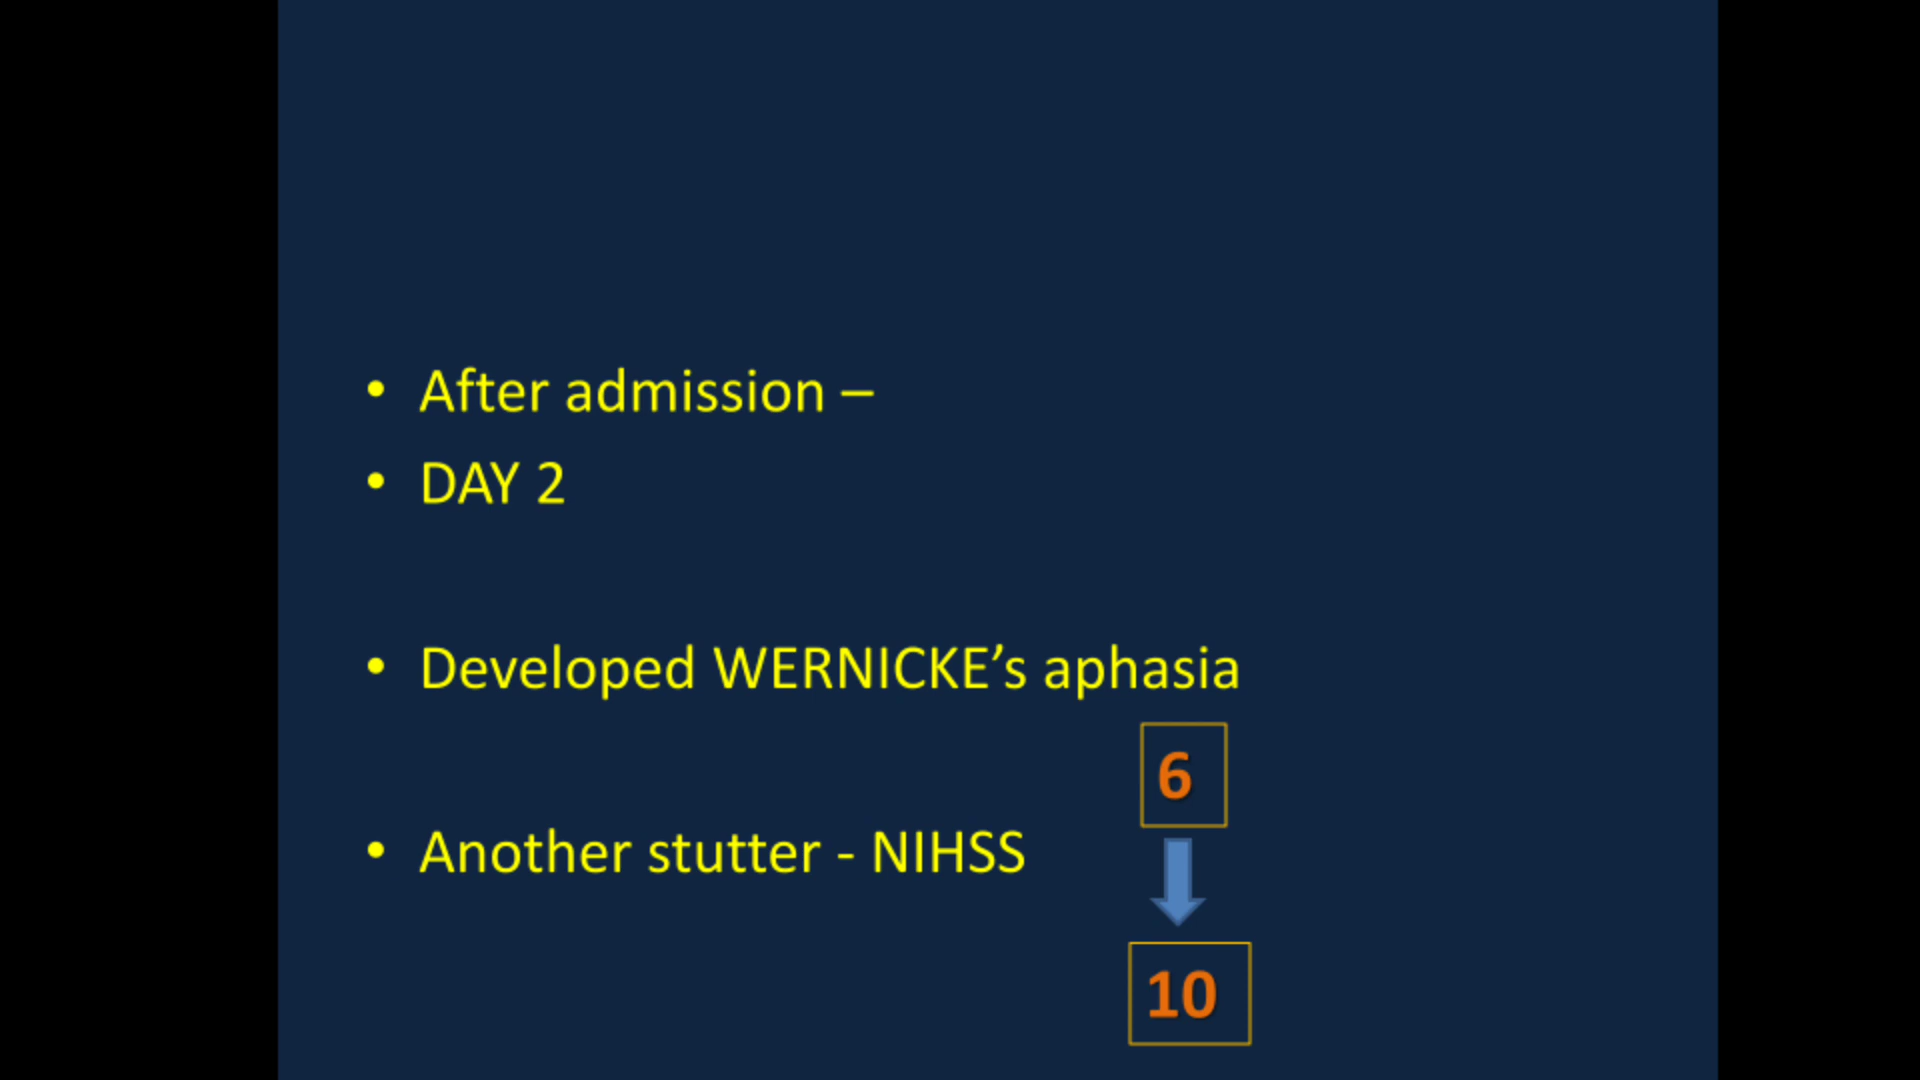 • After admission –
• DAY 2
• Developed WERNICKE’s aphasia
6
• Another stutter - NIHSS
10